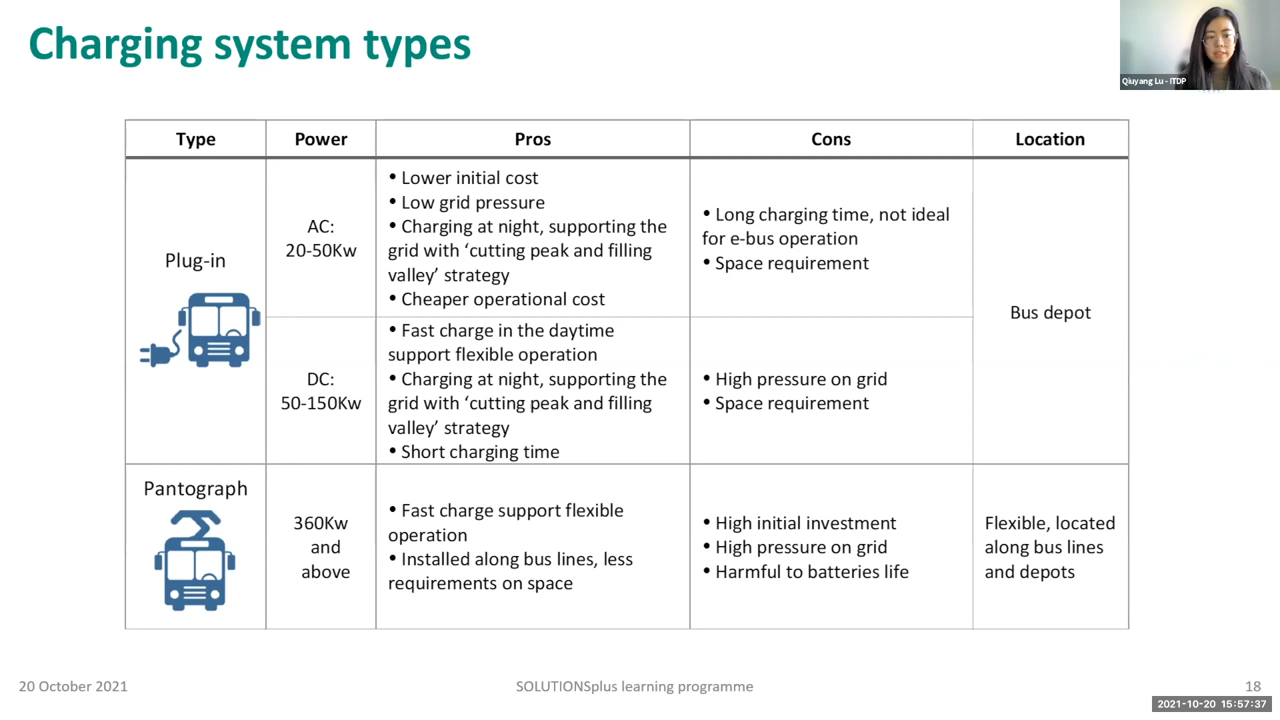 Charging system types
Qiuyang Lu - ITDP
Type
Power
Pros
Cons
Location
Plug-in
AC:
20-50Kw
• Lower initial cost
• Low grid pressure
• Charging at night, supporting the
grid with ‘cutting peak and filling
valley’ strategy
• Cheaper operational cost
• Long charging time, not ideal
for e-bus operation
• Space requirement
Bus depot
DC:
50-150Kw
• Fast charge in the daytime
support flexible operation
• Charging at night, supporting the
grid with ‘cutting peak and filling
valley’ strategy
• Short charging time
• High pressure on grid
• Space requirement
Pantograph
360Kw
and
above
• Fast charge support flexible
operation
• Installed along bus lines, less
requirements on space
• High initial investment
• High pressure on grid
• Harmful to batteries life
Flexible, located
along bus lines
and depots
20 October 2021
SOLUTIONSplus learning programme
18
2021-10-20 15:57:37